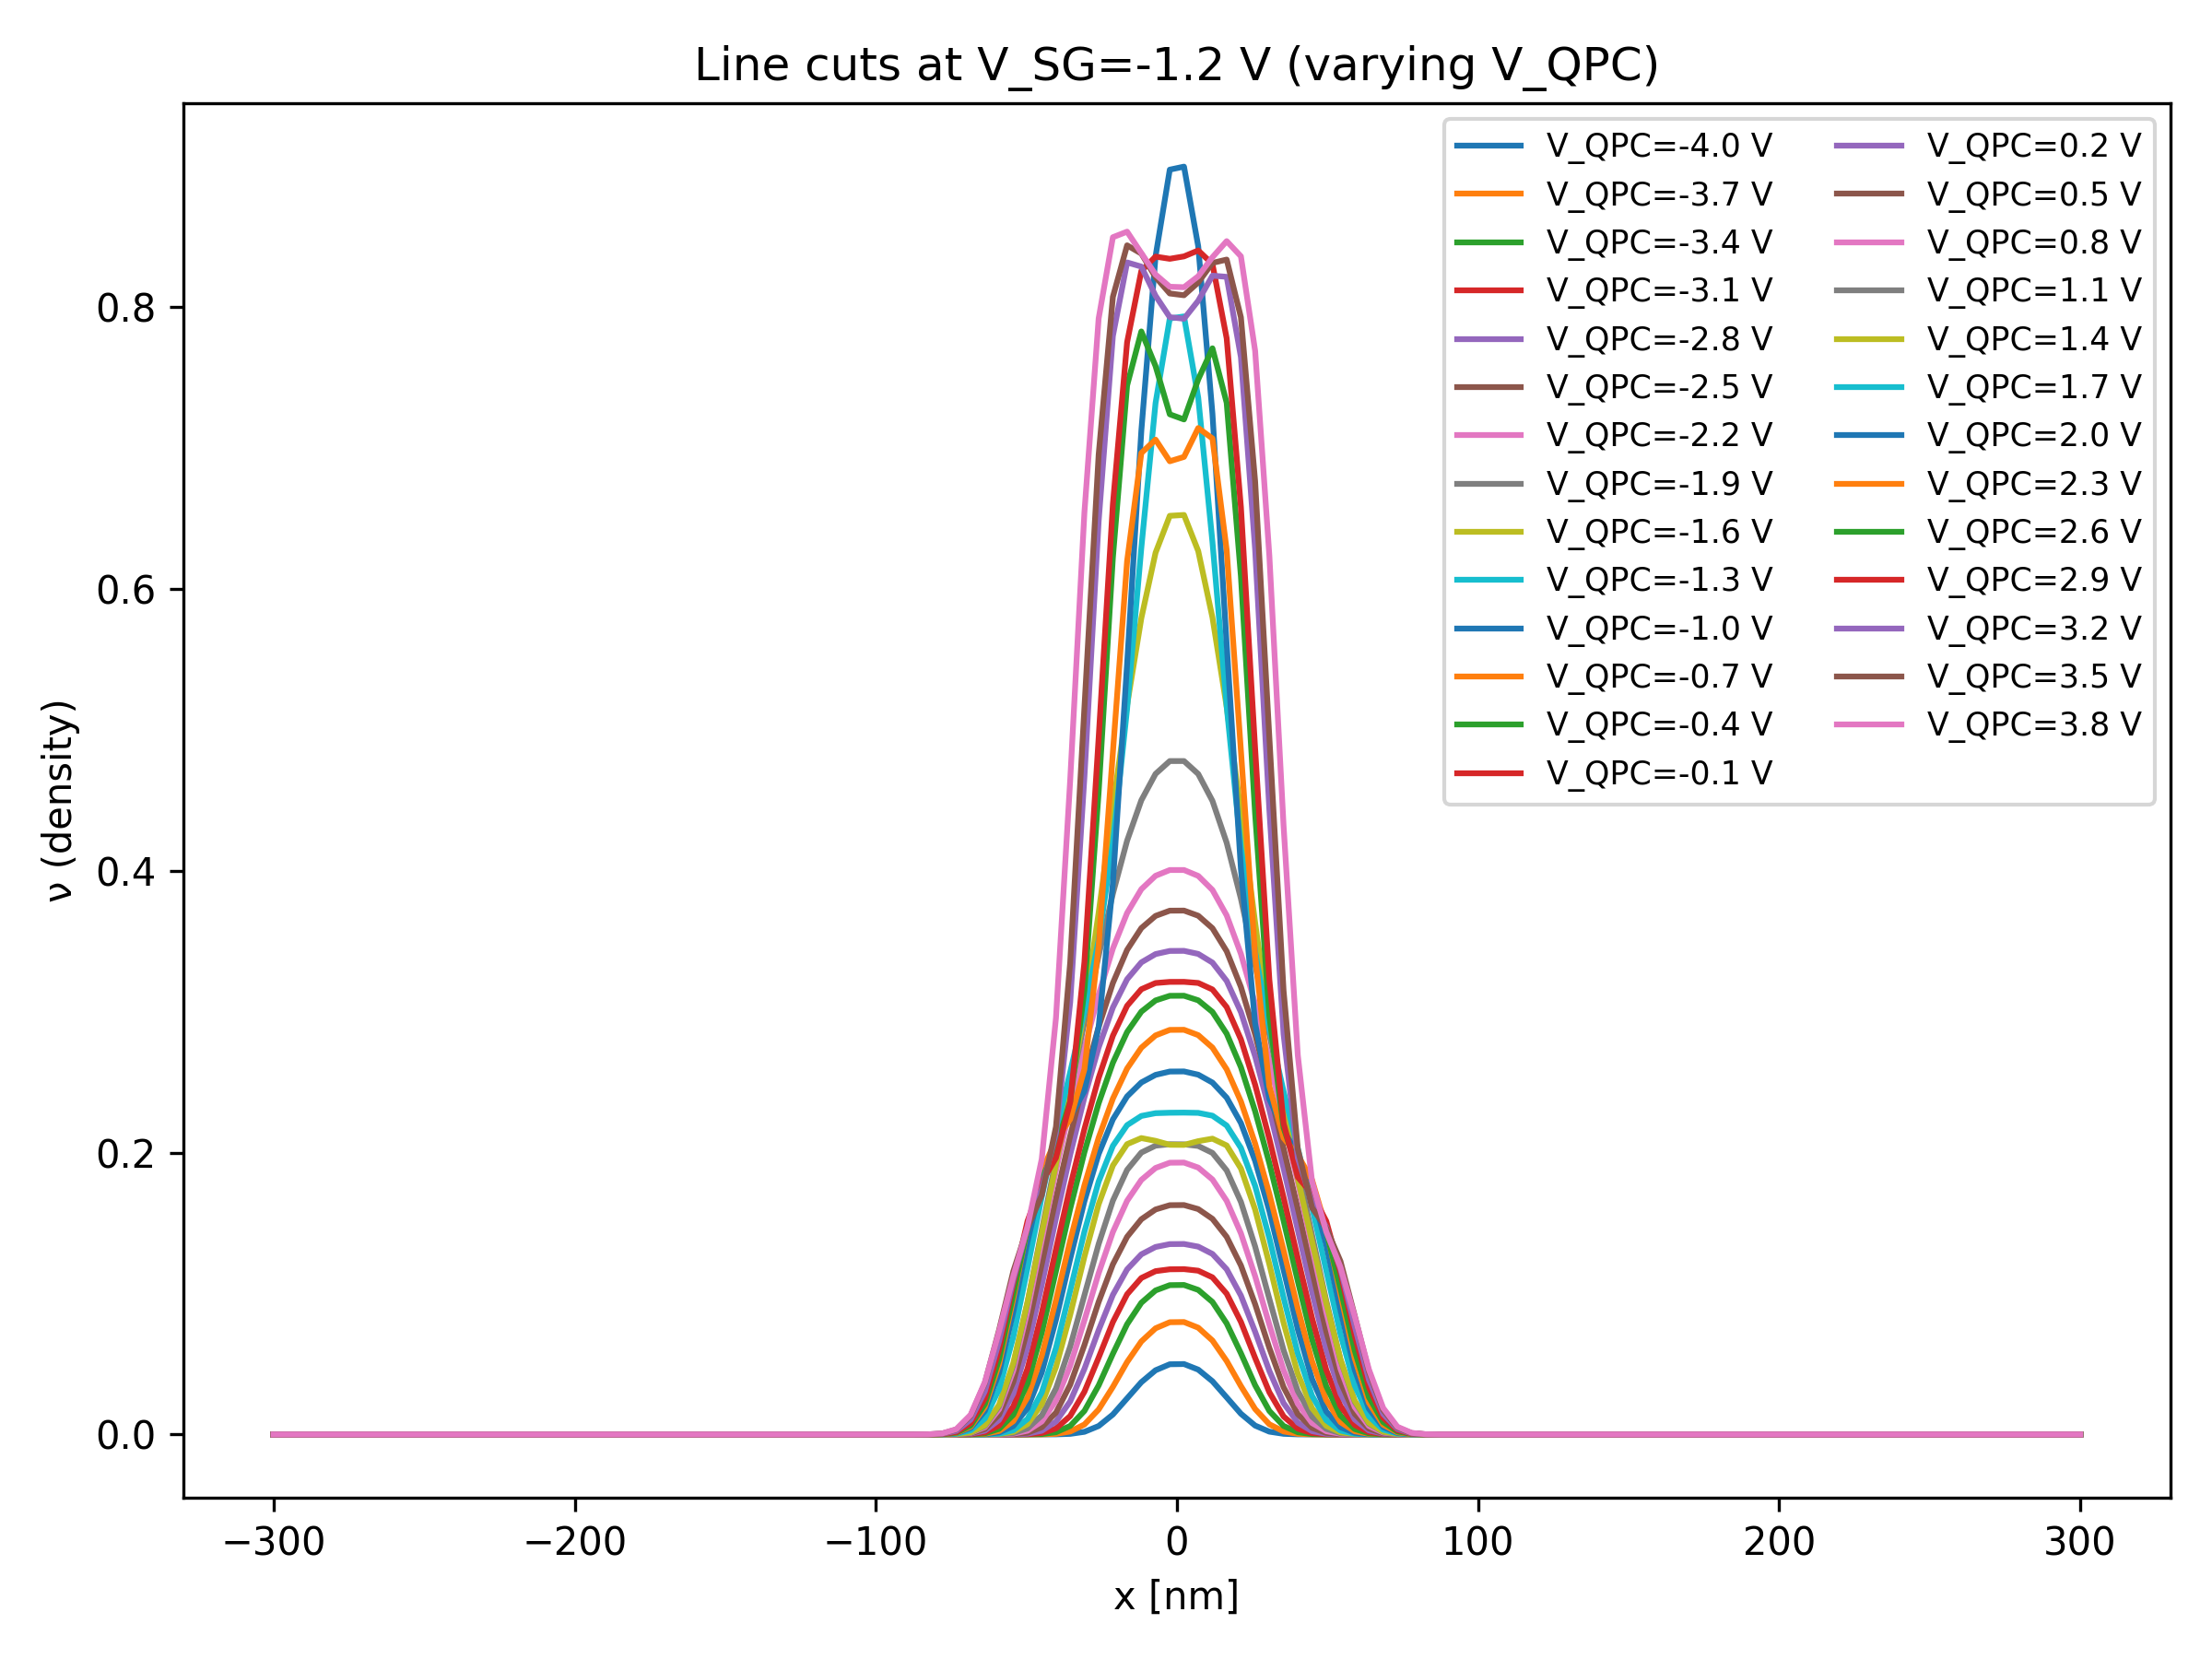 Line cuts at V_SG=-1.2 V (varying V_QPC)
V_QPC=-4.0 V
V_QPC=-3.7 V
V_QPC=-3.4 V
V_QPC=-3.1 V
V_QPC=-2.8 V
V_QPC=-2.5 V
V_QPC=-2.2 V
V_QPC=-1.9 V
V_QPC=-1.6 V
V_QPC=-1.3 V
V_QPC=-1.0 V
V_QPC=-0.7 V
V_QPC=-0.4 V
V_QPC=-0.1 V
V_QPC=0.2 V
V_QPC=0.5 V
V_QPC=0.8 V
V_QPC=1.1 V
V_QPC=1.4 V
V_QPC=1.7 V
V_QPC=2.0 V
V_QPC=2.3 V
V_QPC=2.6 V
V_QPC=2.9 V
V_QPC=3.2 V
V_QPC=3.5 V
V_QPC=3.8 V
ν (density)
0.8
0.6
0.4
0.2
0.0
−300 −200 −100 0 100 200 300
x [nm]